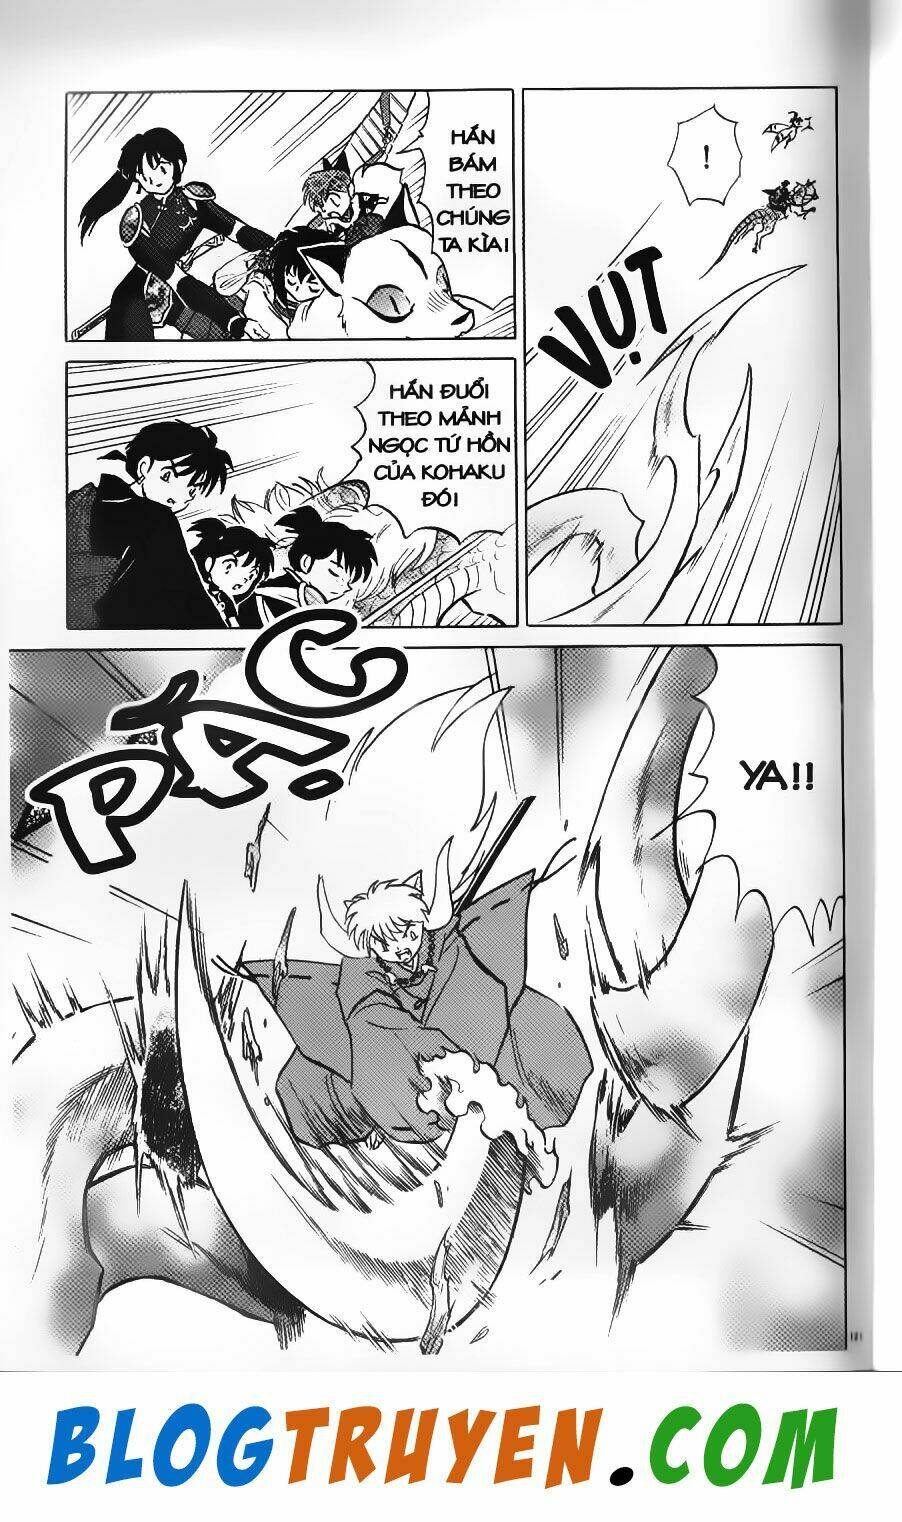 !
VỤT
HẮN
BÁM
THEO
CHÚNG
TA KÌA!
HẮN ĐUỔI
THEO MẢNH
NGỌC TỨ HỒN
CỦA KOHAKU
ĐÓ!
YA!!
PẶC
181
BLOGTRUYEN.COM